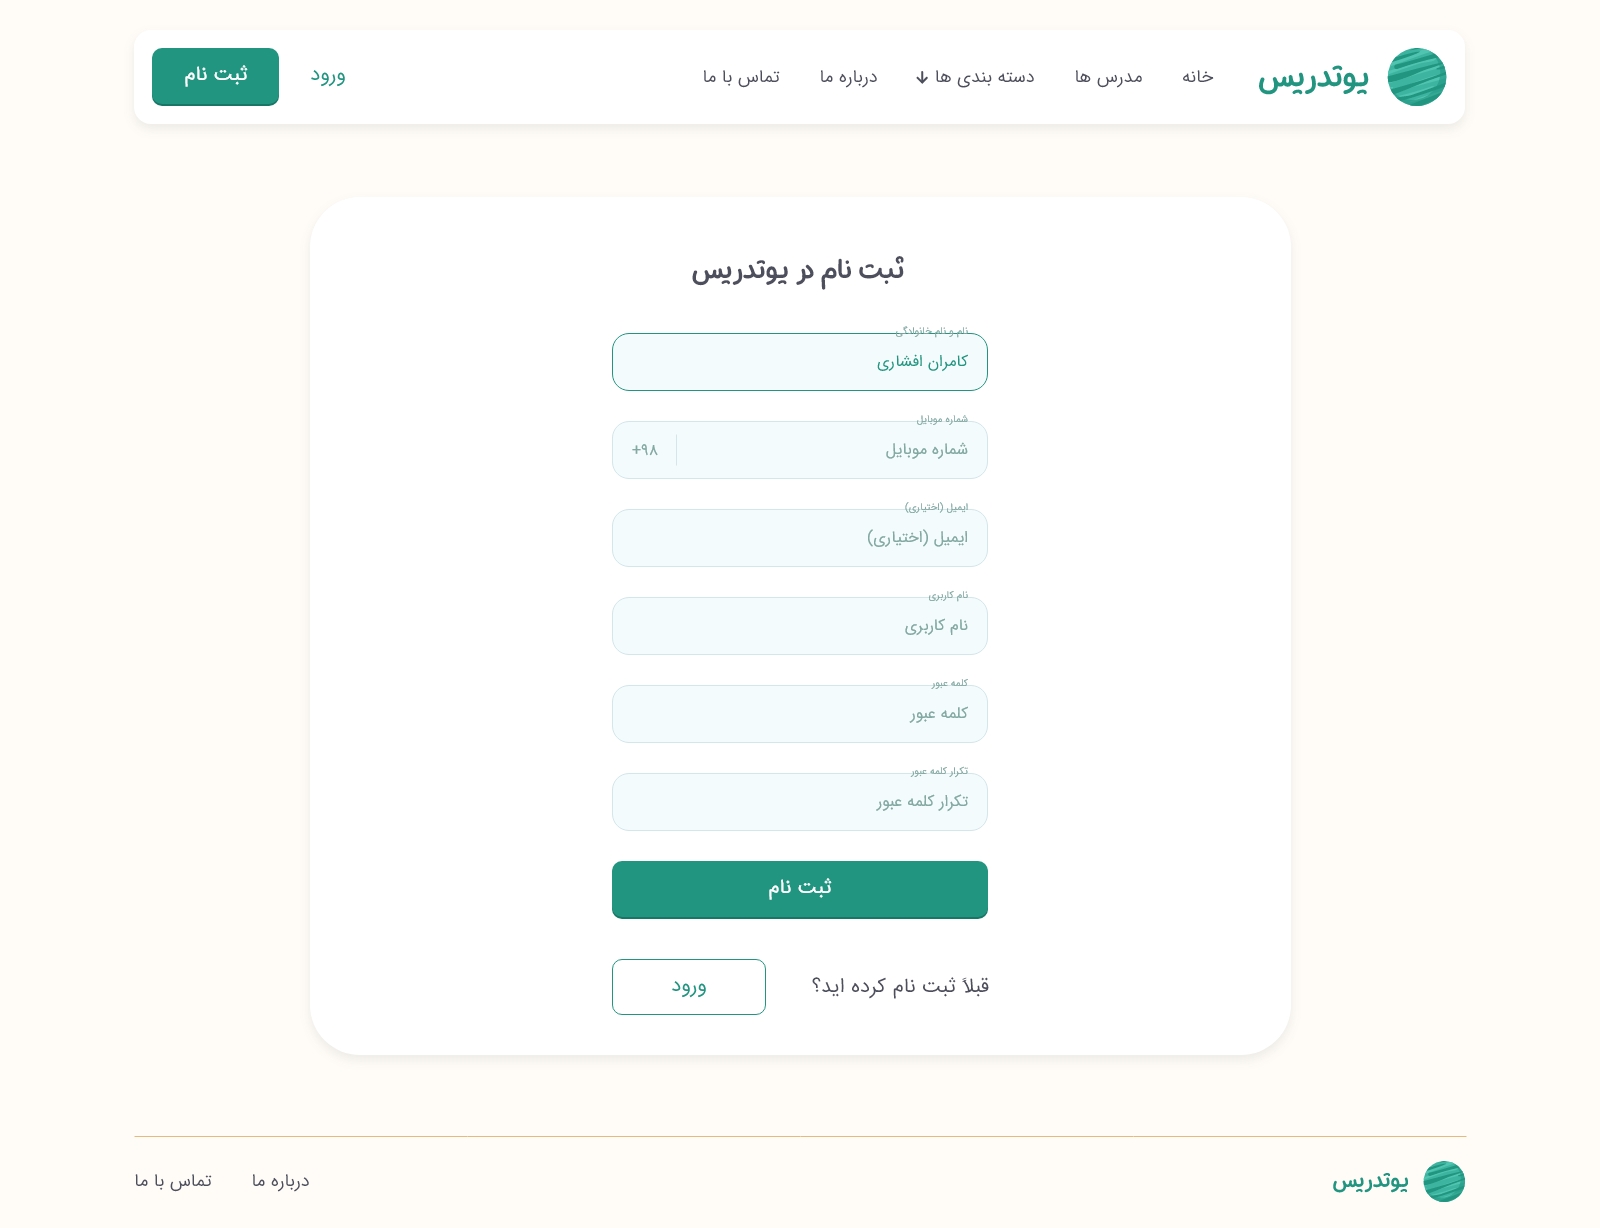 یوتدریس
خانه
مدرس ها
دسته بندی ها
درباره ما
تماس با ما
ورود
ثبت نام
ثبت نام در یوتدریس
نام و نام خانوادگی
کامران افشاری
شماره موبایل
شماره موبایل
+۹۸
ایمیل (اختیاری)
ایمیل (اختیاری)
نام کاربری
نام کاربری
کلمه عبور
کلمه عبور
تکرار کلمه عبور
تکرار کلمه عبور
ثبت نام
قبلاً ثبت نام کرده اید؟
ورود
یوتدریس
درباره ما
تماس با ما